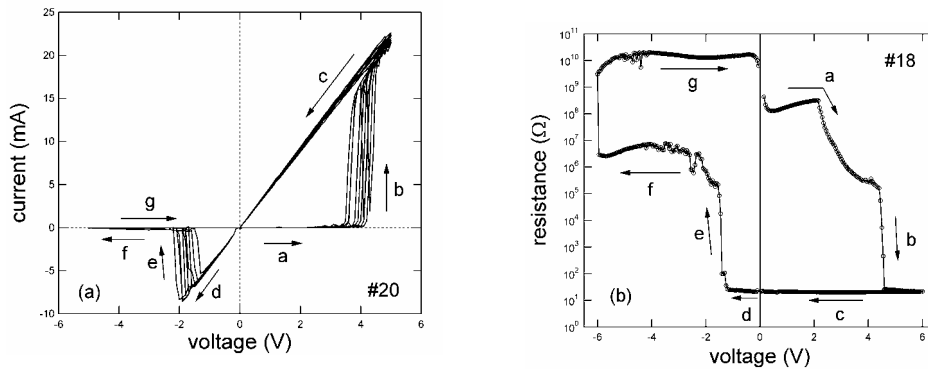 25
20
15
10
5
0
-5
-10
current (mA)
c
b
g
a
f
e
d
(a)
#20
-6 -4 -2 0 2 4 6
voltage (V)
10¹⁰
10⁹
10⁸
10⁷
10⁶
10⁵
10⁴
10³
10²
10¹
10⁰
resistance (Ω)
#18
a
g
f
e
b
d
c
(b)
-6 -4 -2 0 2 4 6
voltage (V)